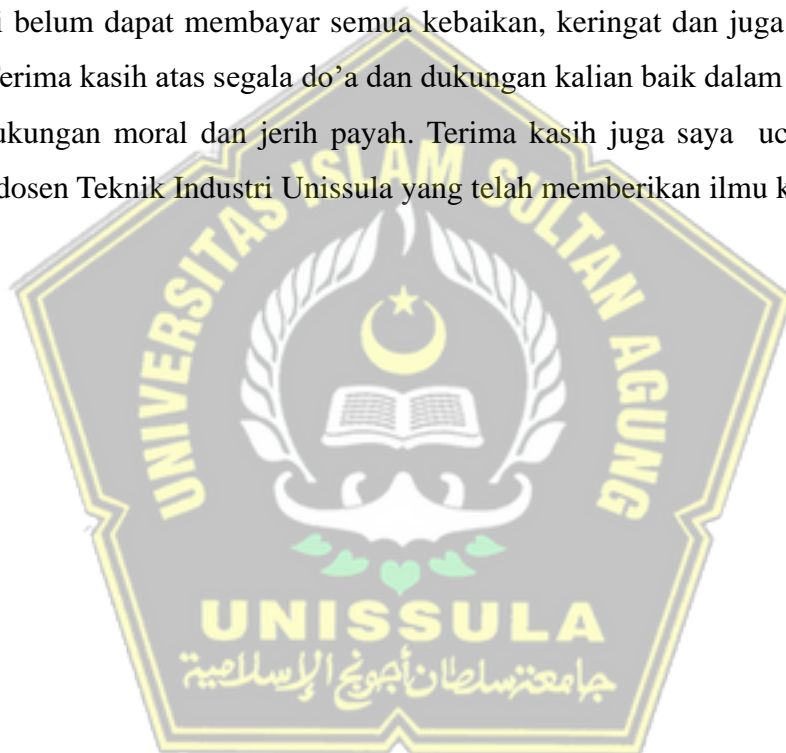 i belum dapat membayar semua kebaikan, keringat dan juga
Terima kasih atas segala do’a dan dukungan kalian baik dalam
ukungan moral dan jerih payah. Terima kasih juga saya uc
dosen Teknik Industri Unissula yang telah memberikan ilmu k
UNIVERSITAS ISLAM SULTAN AGUNG
UNISSULA
جامعة سلطان أجونج الإسلامية